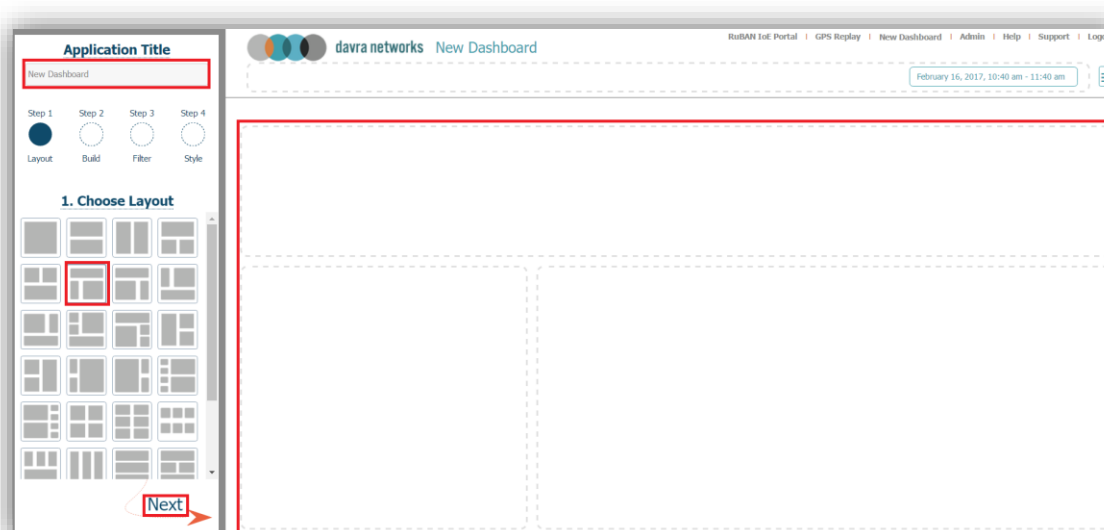 Application Title
New Dashboard
Step 1 Step 2 Step 3 Step 4
Layout Build Filter Style
1. Choose Layout
Next
davra networks New Dashboard
RuBAN IoE Portal | GPS Replay | New Dashboard | Admin | Help | Support |
February 16, 2017, 10:40 am - 11:40 am